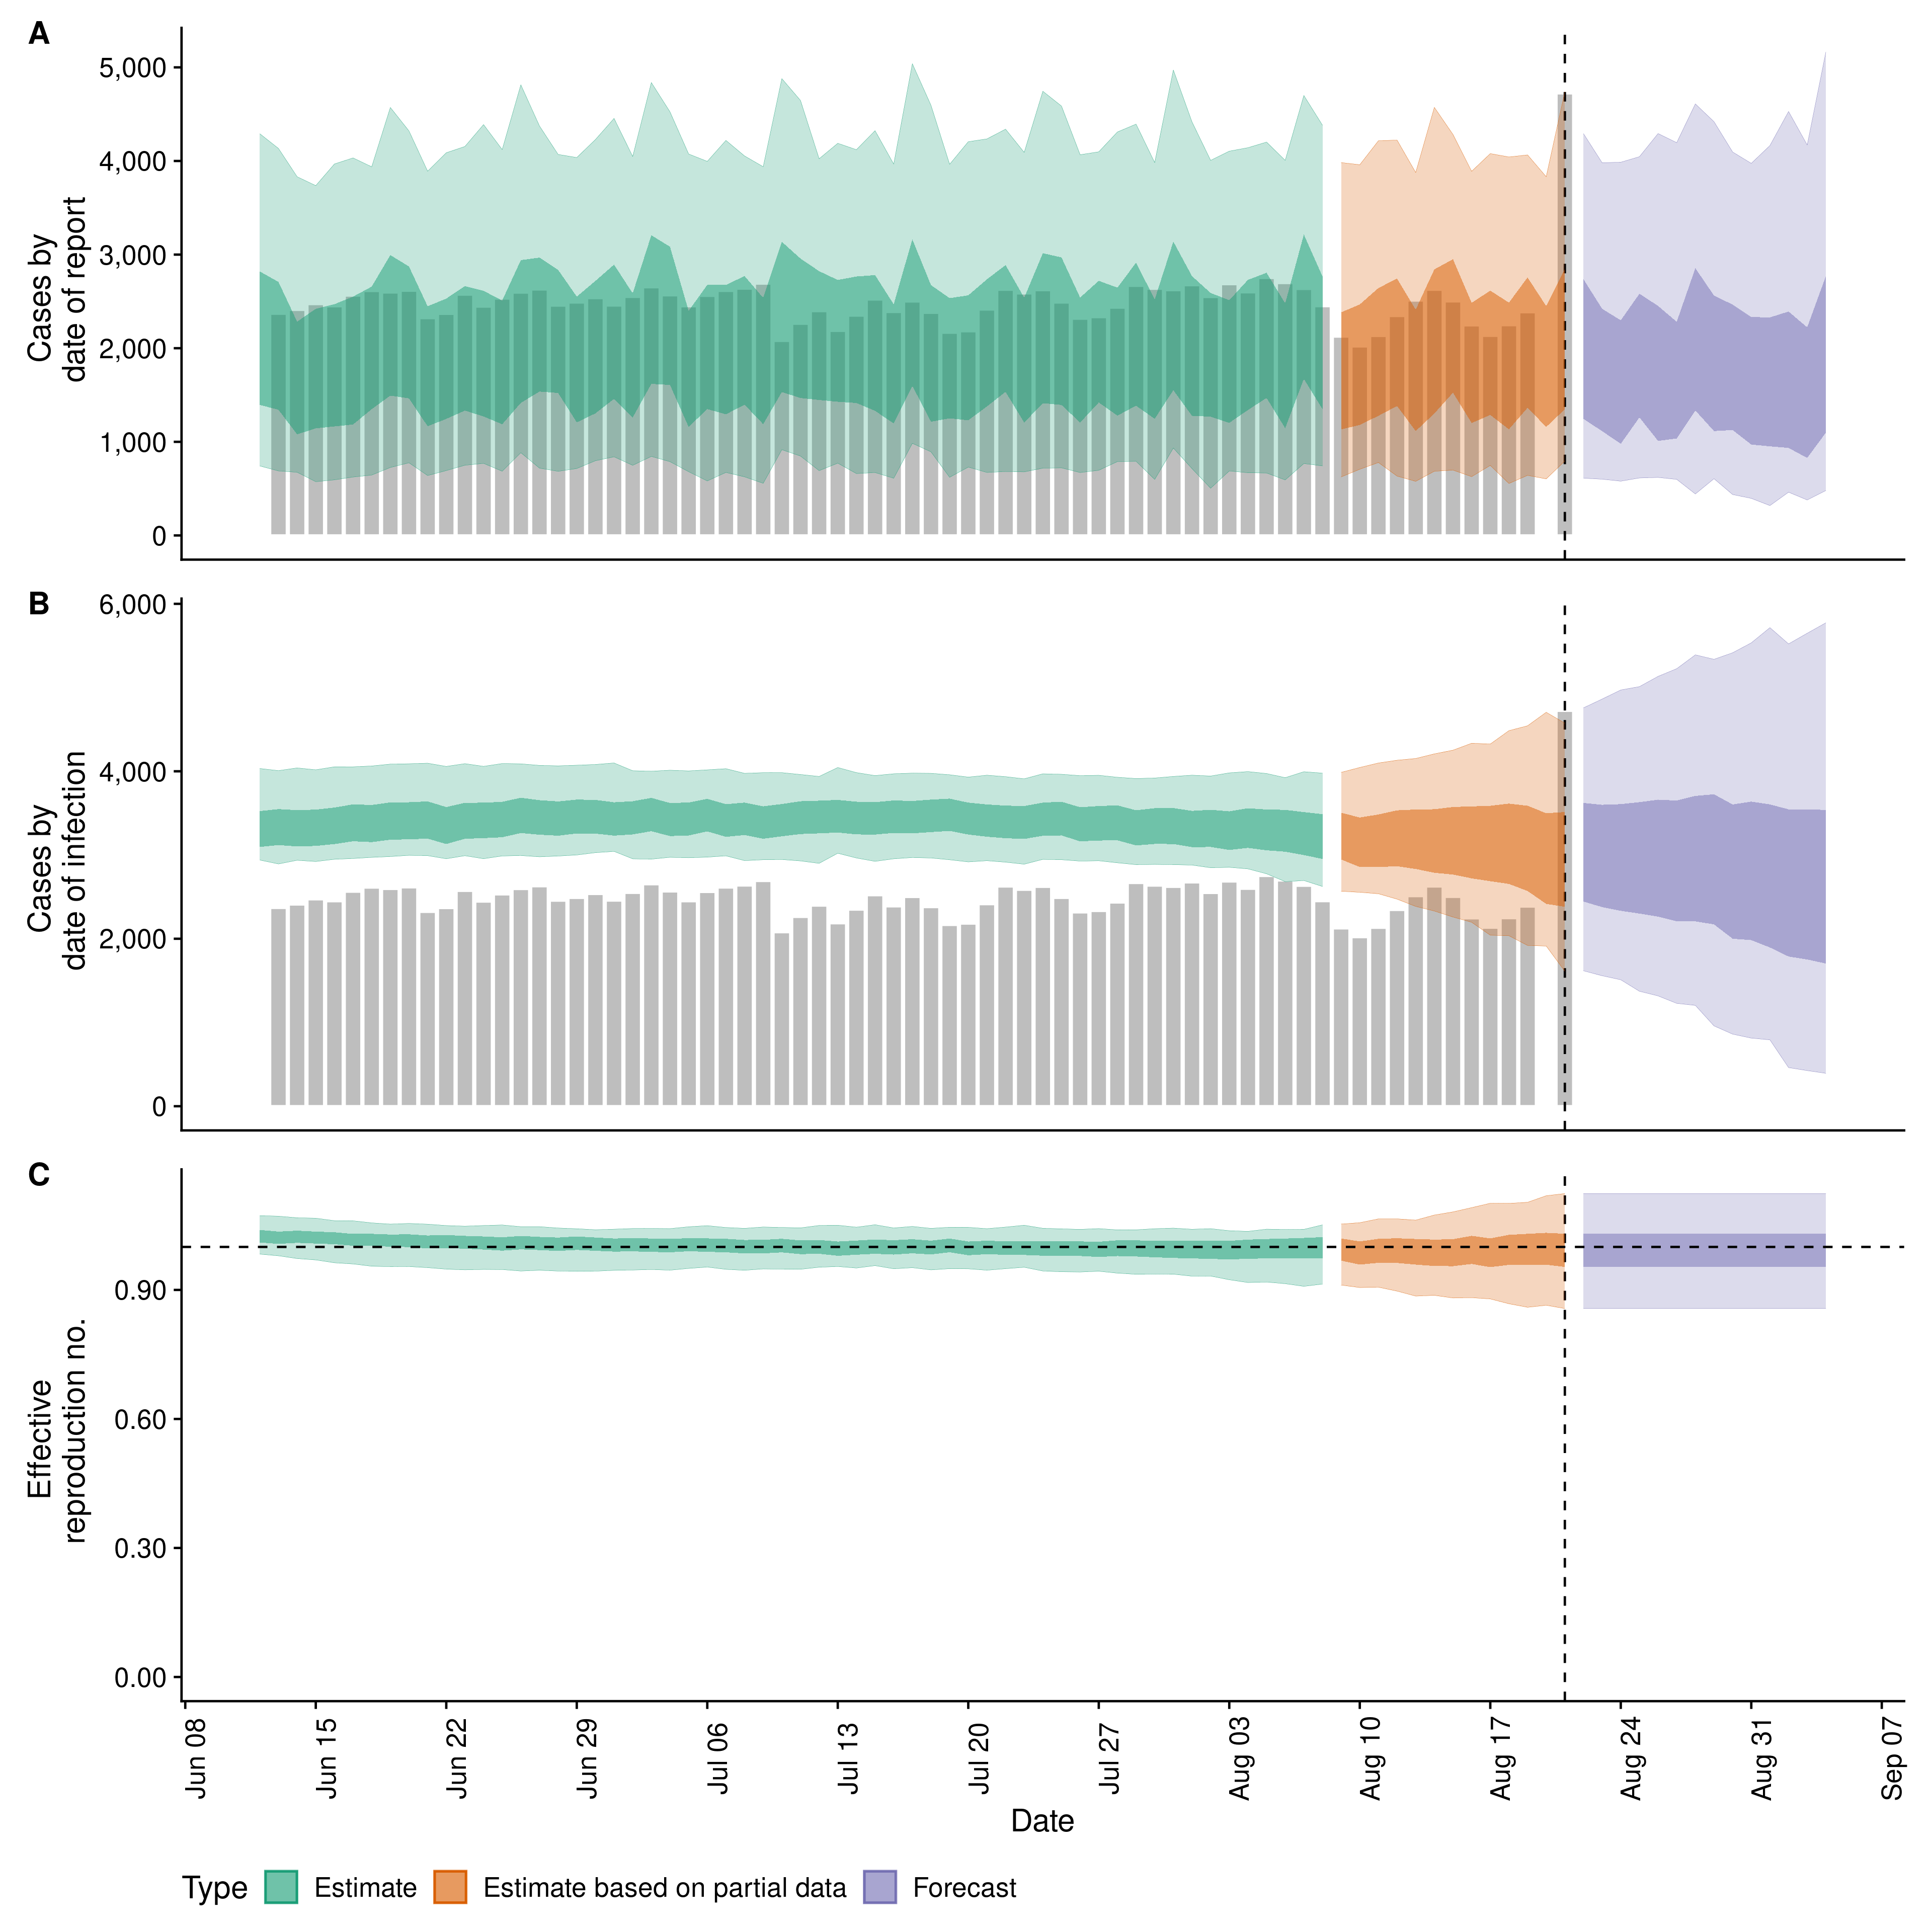 A
Cases by
date of report
5,000
4,000
3,000
2,000
1,000
0
B
Cases by
date of infection
6,000
4,000
2,000
0
C
Effective
reproduction no.
0.90
0.60
0.30
0.00
Jun 08
Jun 15
Jun 22
Jun 29
Jul 06
Jul 13
Jul 20
Jul 27
Aug 03
Aug 10
Aug 17
Aug 24
Aug 31
Sep 07
Date
Type Estimate Estimate based on partial data Forecast